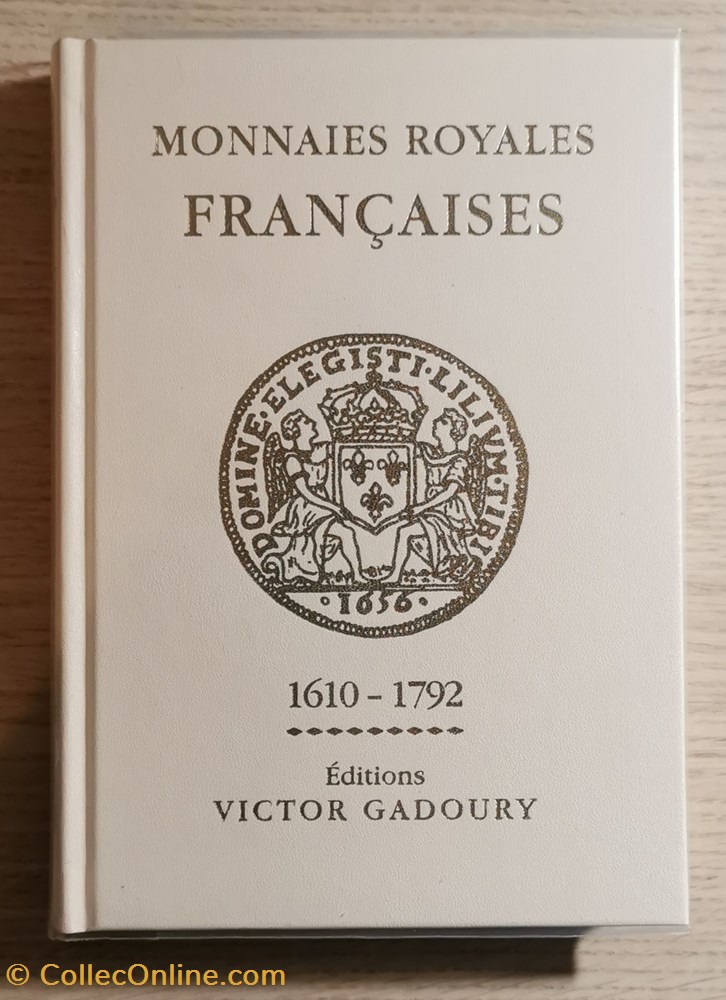 MONNAIES ROYALES
FRANÇAISES
DOMINE·ELEGISTI·LILIVM·TIBI
·1656·
1610 – 1792
Éditions
VICTOR GADOURY
© CollecOnline.com